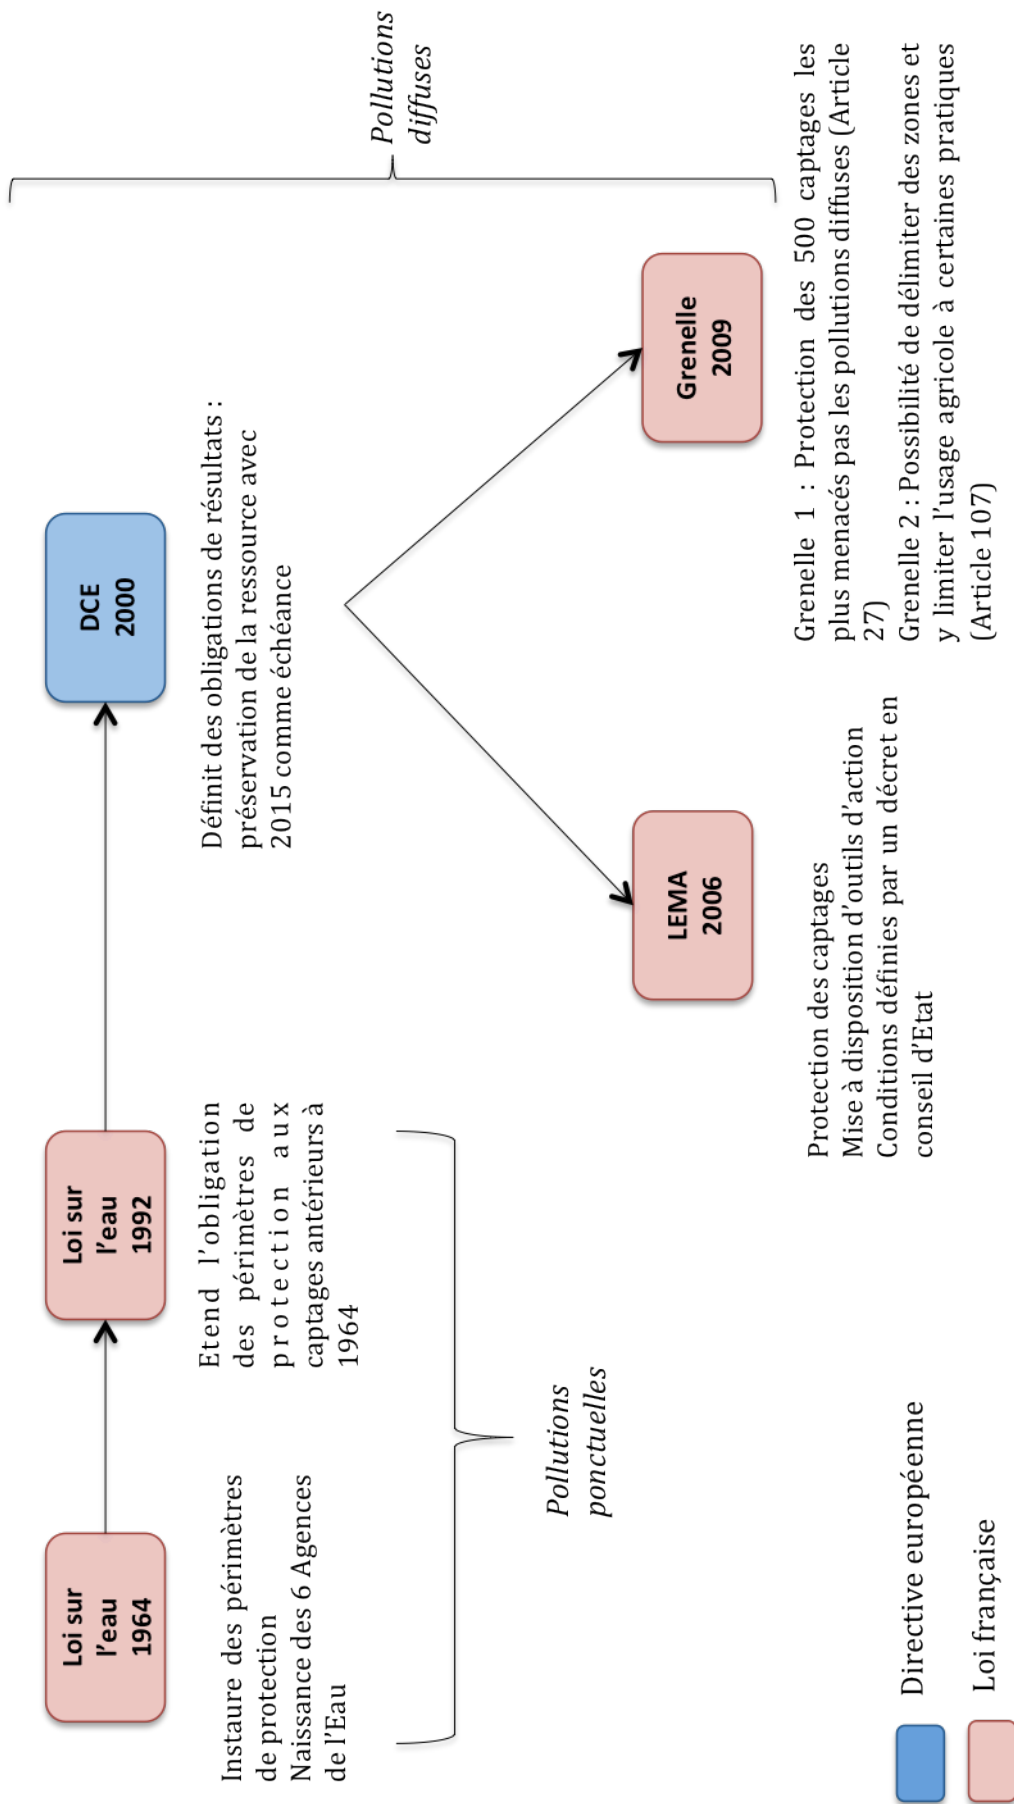 Loi sur
l'eau
1964
Instaure des périmètres
de protection
Naissance des 6 Agences
de l'Eau
Loi sur
l'eau
1992
Etend l'obligation
des périmètres de
protection aux
captages antérieurs à
1964
Pollutions
ponctuelles
DCE
2000
Définit des obligations de résultats :
préservation de la ressource avec
2015 comme échéance
LEMA
2006
Protection des captages
Mise à disposition d'outils d'action
Conditions définies par un décret en
conseil d'Etat
Grenelle
2009
Grenelle 1 : Protection des 500 captages les
plus menacés pas les pollutions diffuses (Article
27)
Grenelle 2 : Possibilité de délimiter des zones et
y limiter l'usage agricole à certaines pratiques
(Article 107)
Pollutions
diffuses
Directive européenne
Loi française